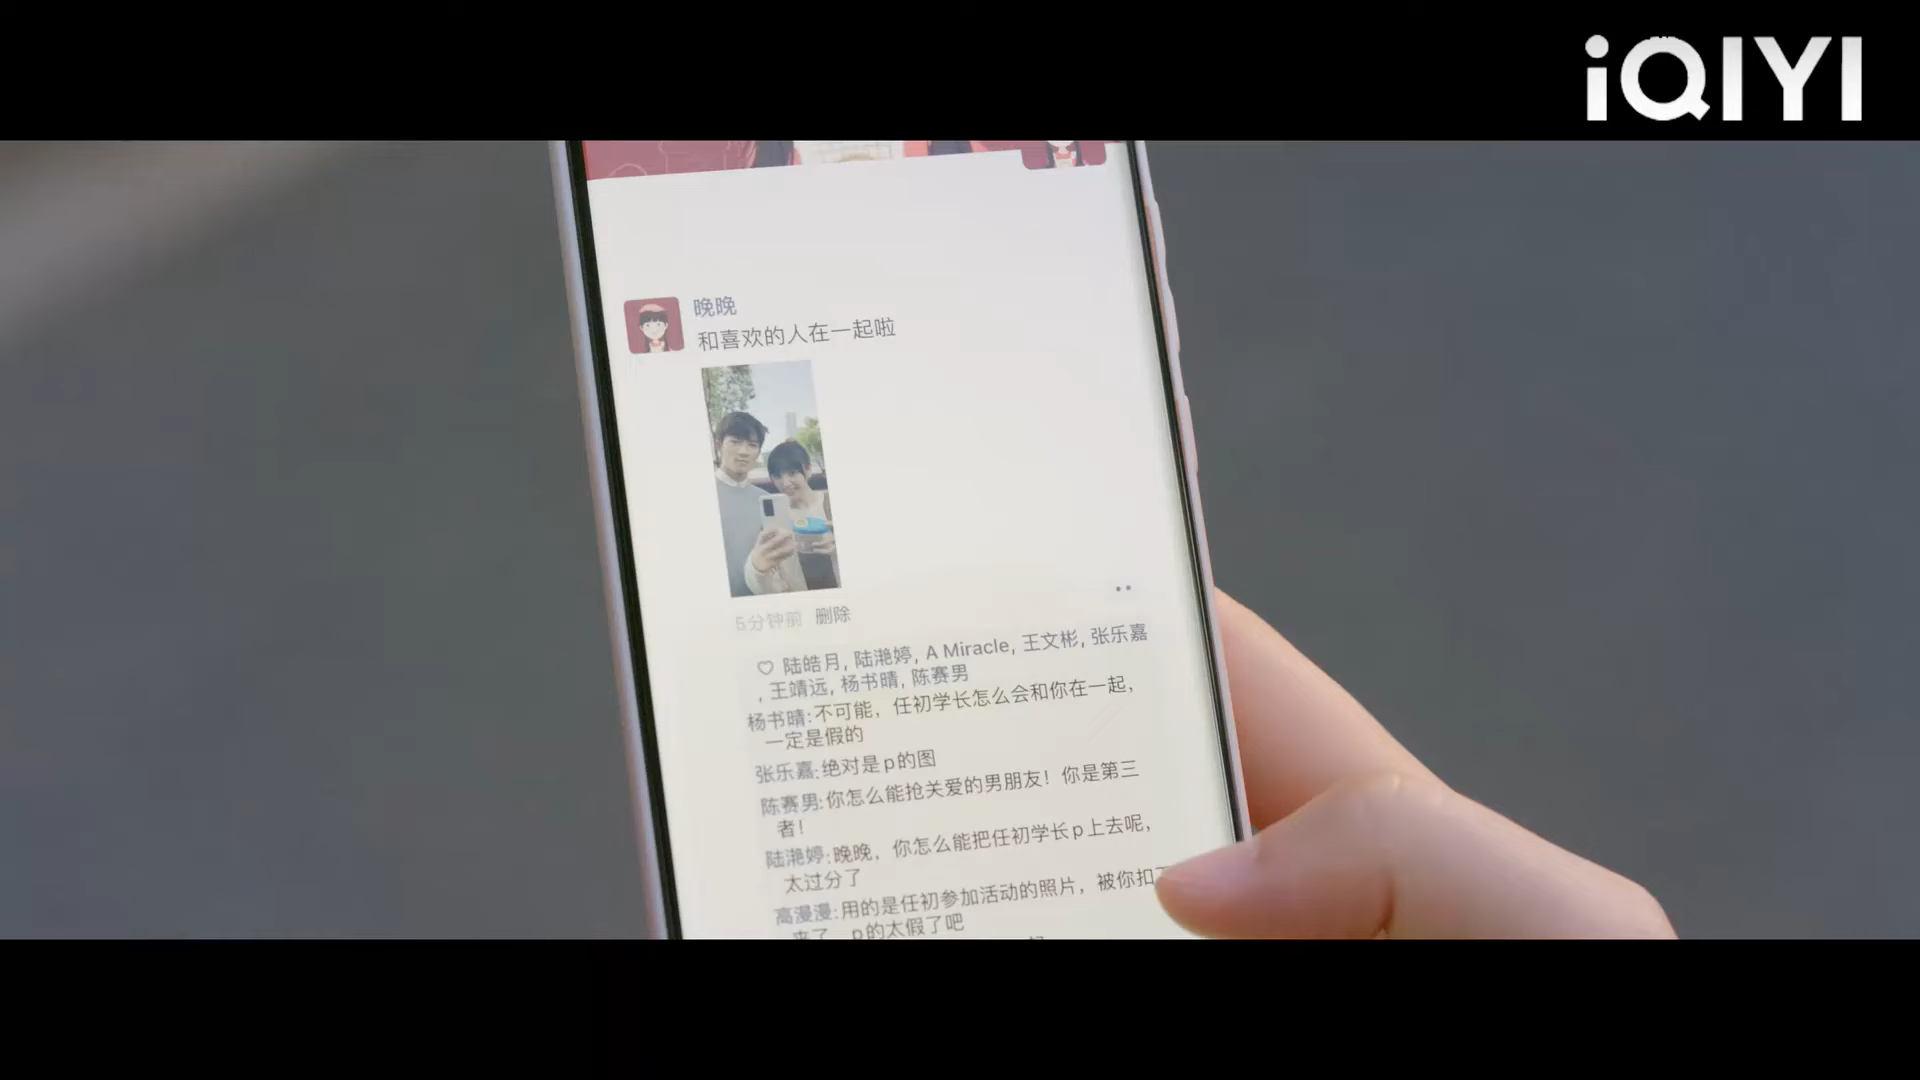 iQIYI
晚晚
和喜欢的人在一起啦
5分钟前 删除
陆皓月, 陆滟婷, A Miracle, 王文彬, 张乐嘉
, 王靖远, 杨书晴, 陈赛男
杨书晴:不可能，任初学长怎么会和你在一起，
一定是假的
张乐嘉:绝对是p的图
陈赛男:你怎么能抢关爱的男朋友！你是第三
者！
陆滟婷:晚晚，你怎么能把任初学长p上去呢，
太过分了
高漫漫:用的是任初参加活动的照片，被你扣下
来了，p的太假了吧